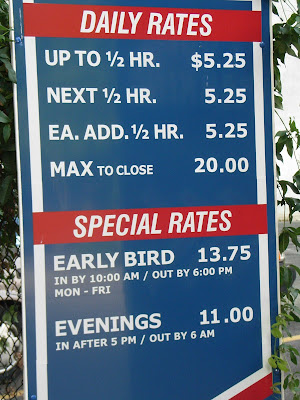 DAILY RATES
UP TO ½ HR. $5.25
NEXT ½ HR. 5.25
EA. ADD. ½ HR. 5.25
MAX TO CLOSE 20.00
SPECIAL RATES
EARLY BIRD 13.75
IN BY 10:00 AM / OUT BY 6:00 PM
MON - FRI
EVENINGS 11.00
IN AFTER 5 PM / OUT BY 6 AM